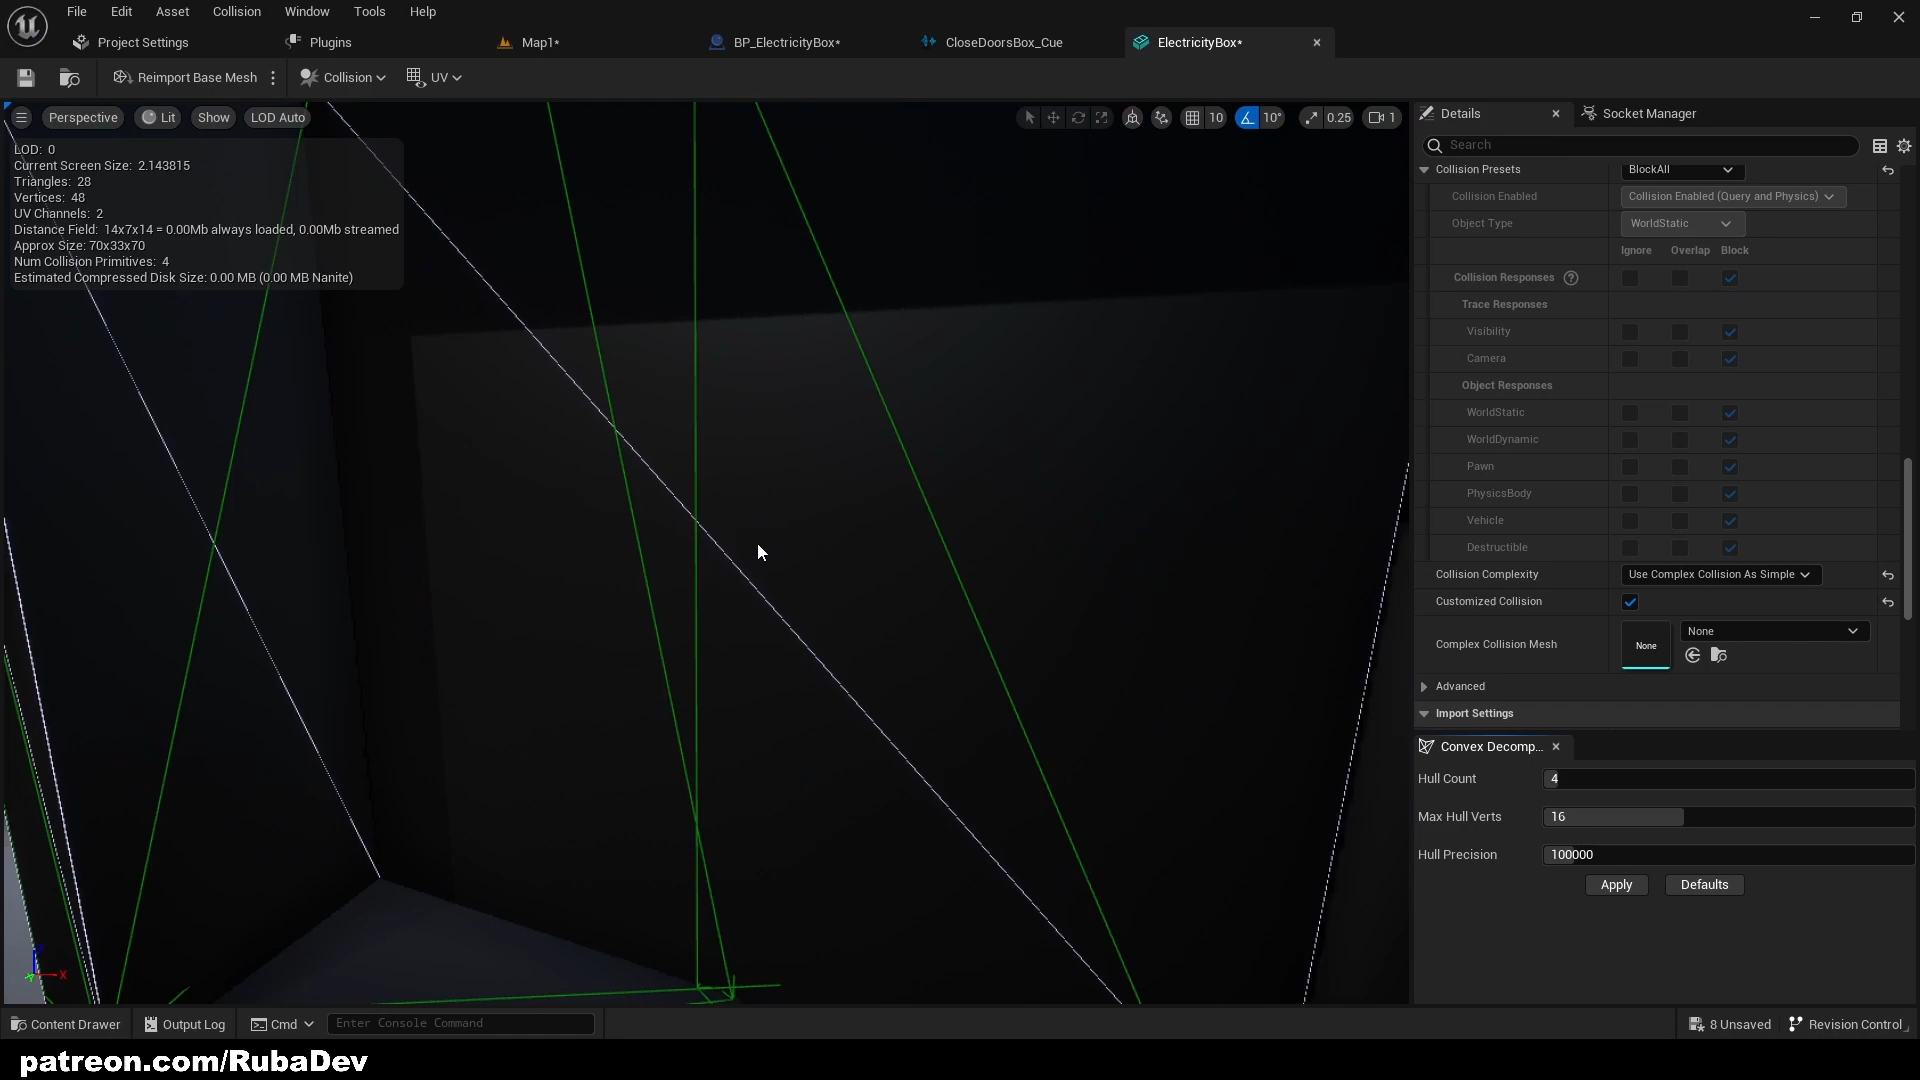 File Edit Asset Collision Window Tools Help
Project Settings Plugins Map1* BP_ElectricityBox* CloseDoorsBox_Cue ElectricityBox*
Reimport Base Mesh Collision UV
Perspective Lit Show LOD Auto 10 10° 0.25 1
LOD: 0
Current Screen Size: 2.143815
Triangles: 28
Vertices: 48
UV Channels: 2
Distance Field: 14x7x14 = 0.00Mb always loaded, 0.00Mb streamed
Approx Size: 70x33x70
Num Collision Primitives: 4
Estimated Compressed Disk Size: 0.00 MB (0.00 MB Nanite)
X
Details Socket Manager
Search
Collision Presets BlockAll
Collision Enabled Collision Enabled (Query and Physics)
Object Type WorldStatic
Ignore Overlap Block
Collision Responses ?
Trace Responses
Visibility
Camera
Object Responses
WorldStatic
WorldDynamic
Pawn
PhysicsBody
Vehicle
Destructible
Collision Complexity Use Complex Collision As Simple
Customized Collision
Complex Collision Mesh None None
Advanced
Import Settings
Convex Decomp...
Hull Count 4
Max Hull Verts 16
Hull Precision 100000
Apply Defaults
Content Drawer Output Log Cmd Enter Console Command 8 Unsaved Revision Control
patreon.com/RubaDev